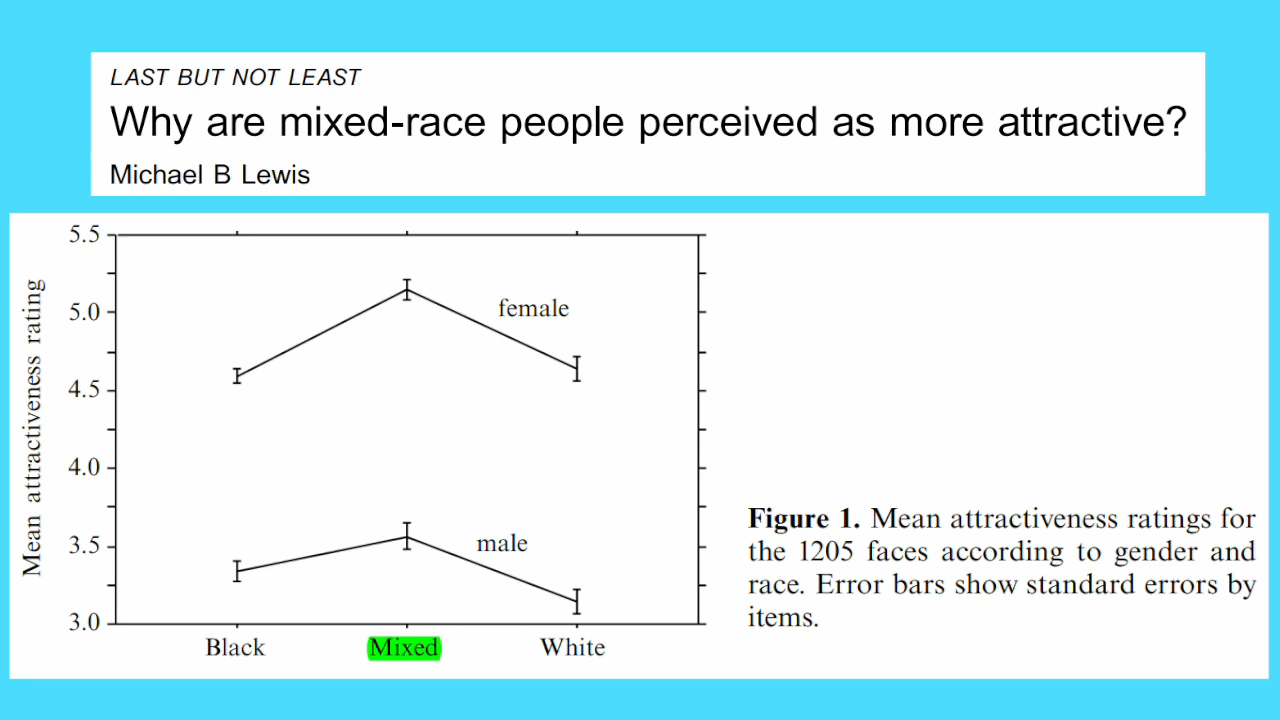 LAST BUT NOT LEAST
Why are mixed-race people perceived as more attractive?
Michael B Lewis
Mean attractiveness rating
5.5
5.0
4.5
4.0
3.5
3.0
female
male
Black
Mixed
White
Figure 1. Mean attractiveness ratings for
the 1205 faces according to gender and
race. Error bars show standard errors by
items.